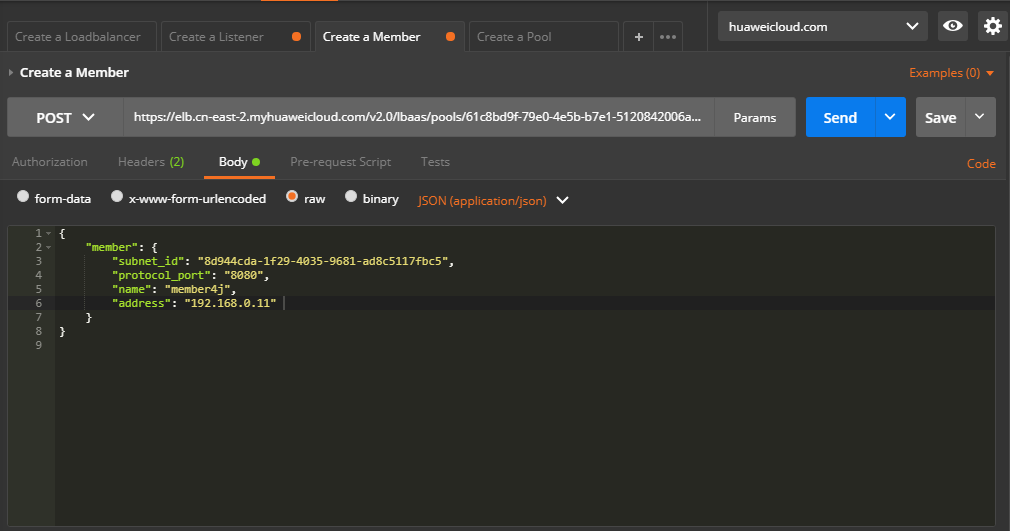 Create a Loadbalancer Create a Listener Create a Member Create a Pool + ••• huaweicloud.com
Create a Member Examples (0)
POST https://elb.cn-east-2.myhuaweicloud.com/v2.0/lbaas/pools/61c8bd9f-79e0-4e5b-b7e1-5120842006a... Params Send Save
Authorization Headers (2) Body Pre-request Script Tests Code
form-data x-www-form-urlencoded raw binary JSON (application/json)
1 {
2 "member": {
3 "subnet_id": "8d944cda-1f29-4035-9681-ad8c5117fbc5",
4 "protocol_port": "8080",
5 "name": "member4j",
6 "address": "192.168.0.11"
7 }
8 }
9